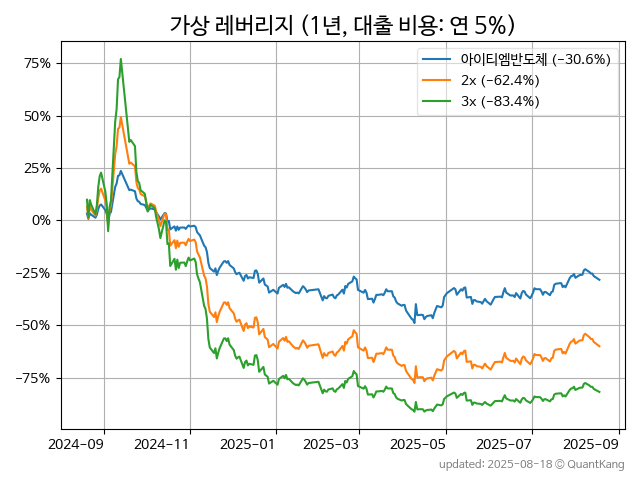 가상 레버리지 (1년, 대출 비용: 연 5%)
아이티엠반도체 (−30.6%)
2x (−62.4%)
3x (−83.4%)
75%
50%
25%
0%
−25%
−50%
−75%
2024-09
2024-11
2025-01
2025-03
2025-05
2025-07
2025-09
updated: 2025-08-18 © QuantKang